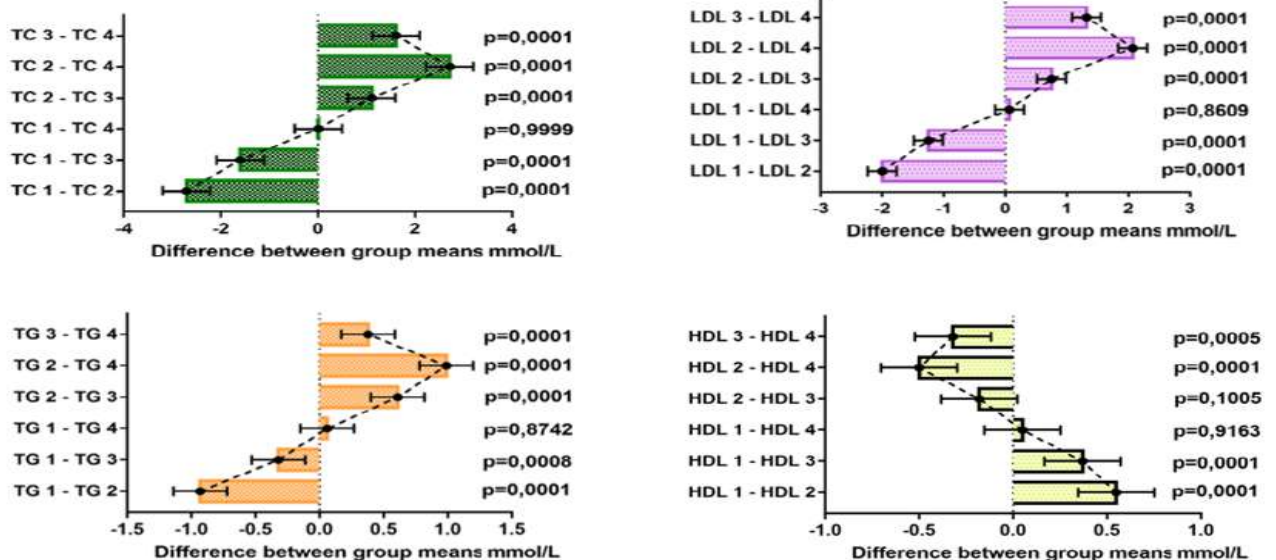 TC 3 - TC 4 p=0,0001
TC 2 - TC 4 p=0,0001
TC 2 - TC 3 p=0,0001
TC 1 - TC 4 p=0,9999
TC 1 - TC 3 p=0,0001
TC 1 - TC 2 p=0,0001
-4 -2 0 2 4
Difference between group means mmol/L
LDL 3 - LDL 4 p=0,0001
LDL 2 - LDL 4 p=0,0001
LDL 2 - LDL 3 p=0,0001
LDL 1 - LDL 4 p=0,8609
LDL 1 - LDL 3 p=0,0001
LDL 1 - LDL 2 p=0,0001
-3 -2 -1 0 1 2 3
Difference between group means mmol/L
TG 3 - TG 4 p=0,0001
TG 2 - TG 4 p=0,0001
TG 2 - TG 3 p=0,0001
TG 1 - TG 4 p=0,8742
TG 1 - TG 3 p=0,0008
TG 1 - TG 2 p=0,0001
-1.5 -1.0 -0.5 0.0 0.5 1.0 1.5
Difference between group means mmol/L
HDL 3 - HDL 4 p=0,0005
HDL 2 - HDL 4 p=0,0001
HDL 2 - HDL 3 p=0,1005
HDL 1 - HDL 4 p=0,9163
HDL 1 - HDL 3 p=0,0001
HDL 1 - HDL 2 p=0,0001
-1.0 -0.5 0.0 0.5 1.0
Difference between group means mmol/L